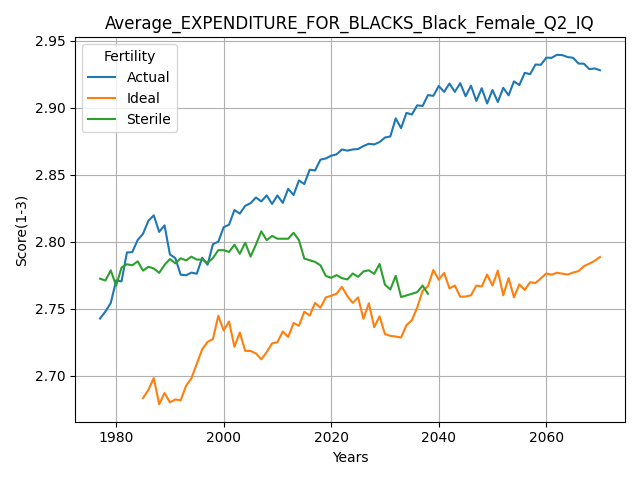 Average_EXPENDITURE_FOR_BLACKS_Black_Female_Q2_IQ
Fertility
Actual
Ideal
Sterile
2.95
2.90
2.85
2.80
2.75
2.70
Score(1-3)
1980
2000
2020
2040
2060
Years